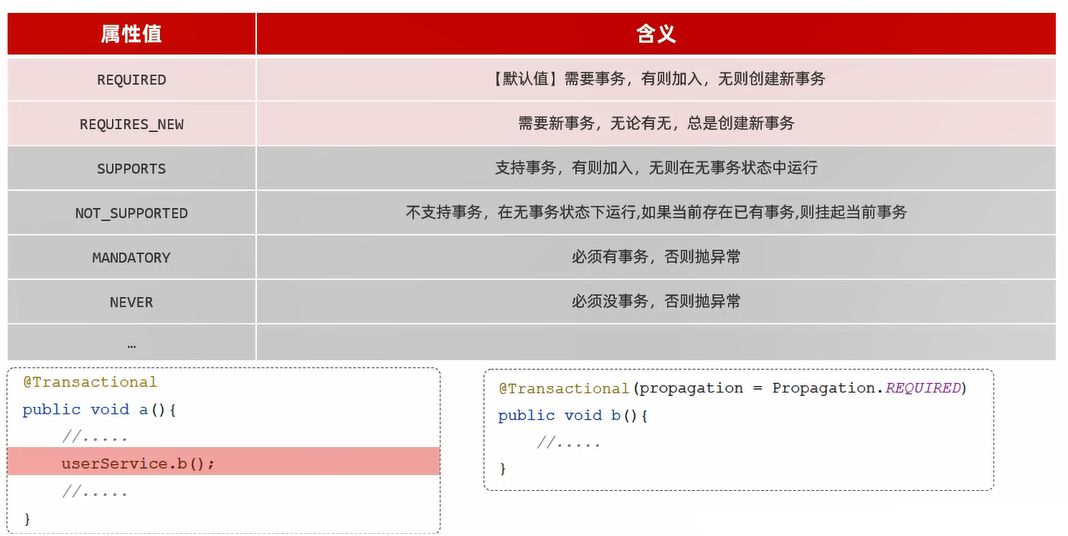 属性值 含义
REQUIRED 【默认值】需要事务，有则加入，无则创建新事务
REQUIRES_NEW 需要新事务，无论有无，总是创建新事务
SUPPORTS 支持事务，有则加入，无则在无事务状态中运行
NOT_SUPPORTED 不支持事务，在无事务状态下运行,如果当前存在已有事务,则挂起当前事务
MANDATORY 必须有事务，否则抛异常
NEVER 必须没事务，否则抛异常
…
@Transactional
public void a(){
//.....
userService.b();
//.....
}
@Transactional(propagation = Propagation.REQUIRED)
public void b(){
//.....
}